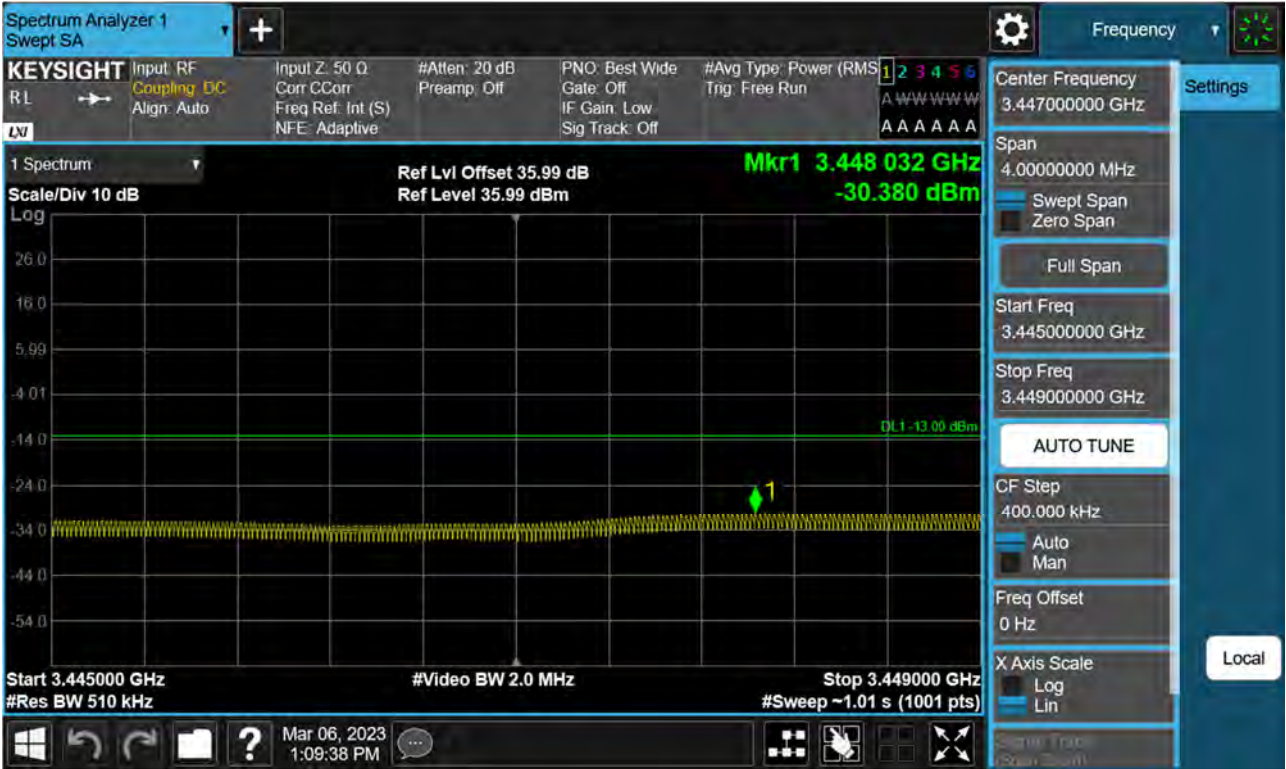 Spectrum Analyzer 1
Swept SA
+
Frequency
KEYSIGHT
RL
LXI
Input: RF
Coupling: DC
Align: Auto
Input Z: 50 Ω
Corr CCorr
Freq Ref: Int (S)
NFE: Adaptive
#Atten: 20 dB
Preamp: Off
PNO: Best Wide
Gate: Off
IF Gain: Low
Sig Track: Off
#Avg Type: Power (RMS
Trig: Free Run
1 2 3 4 5 6
A W W W W W
A A A A A A
1 Spectrum
Scale/Div 10 dB
Log
Ref Lvl Offset 35.99 dB
Ref Level 35.99 dBm
Mkr1 3.448 032 GHz
-30.380 dBm
26.0
16.0
5.99
-4.01
-14.0
-24.0
-34.0
-44.0
-54.0
DL1 -13.00 dBm
1
Start 3.445000 GHz
#Res BW 510 kHz
#Video BW 2.0 MHz
Stop 3.449000 GHz
#Sweep ~1.01 s (1001 pts)
Center Frequency
3.447000000 GHz
Span
4.00000000 MHz
Swept Span
Zero Span
Full Span
Start Freq
3.445000000 GHz
Stop Freq
3.449000000 GHz
AUTO TUNE
CF Step
400.000 kHz
Auto
Man
Freq Offset
0 Hz
X Axis Scale
Log
Lin
Settings
Local
?
Mar 06, 2023
1:09:38 PM